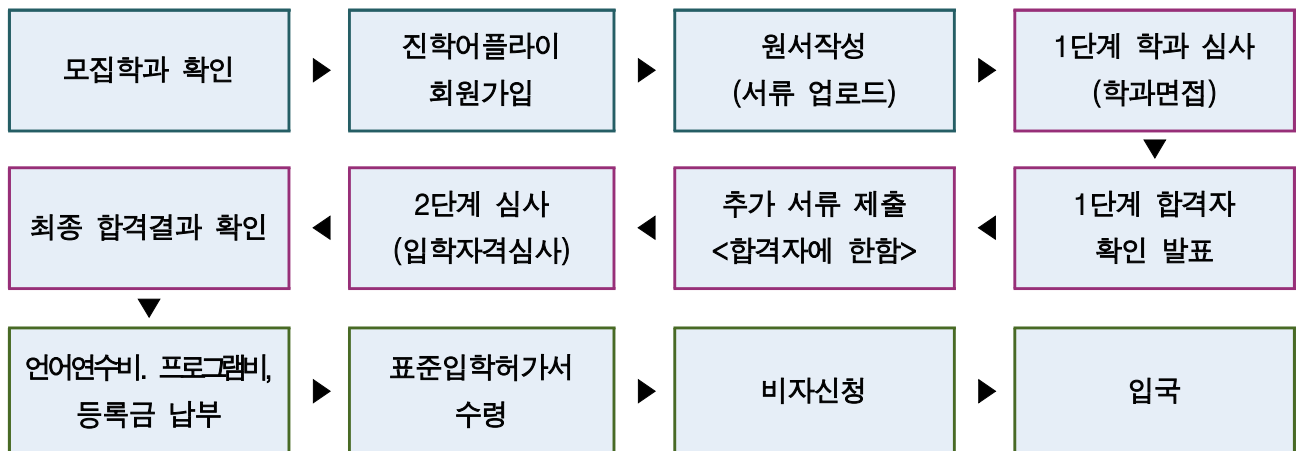 모집학과 확인
진학어플라이
회원가입
원서작성
(서류 업로드)
1단계 학과 심사
(학과면접)
1단계 합격자
확인 발표
추가 서류 제출
<합격자에 한함>
2단계 심사
(입학자격심사)
최종 합격결과 확인
언어연수비. 프로그램비,
등록금 납부
표준입학허가서
수령
비자신청
입국